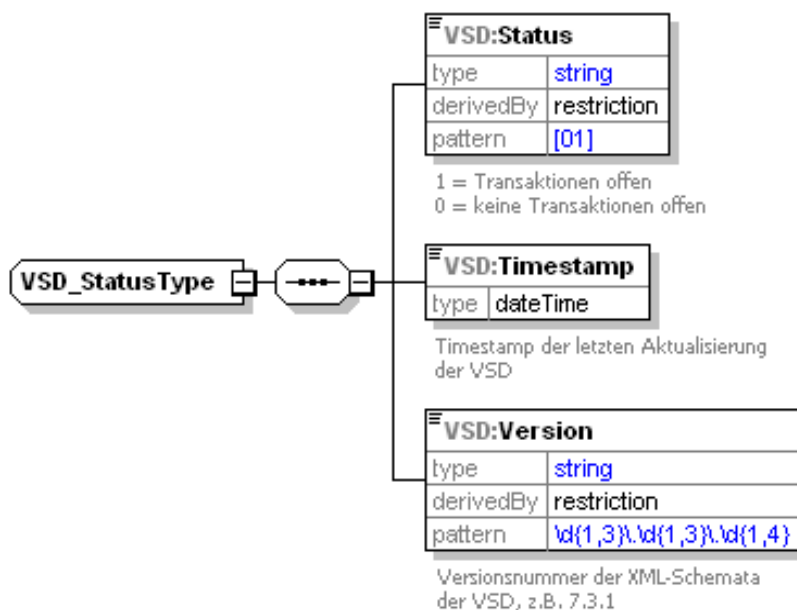 VSD:Status
type string
derivedBy restriction
pattern [01]
1 = Transaktionen offen
0 = keine Transaktionen offen
VSD_StatusType
VSD:Timestamp
type dateTime
Timestamp der letzten Aktualisierung
der VSD
VSD:Version
type string
derivedBy restriction
pattern \d{1,3}\.\d{1,3}\.\d{1,4}
Versionsnummer der XML-Schemata
der VSD, z.B. 7.3.1